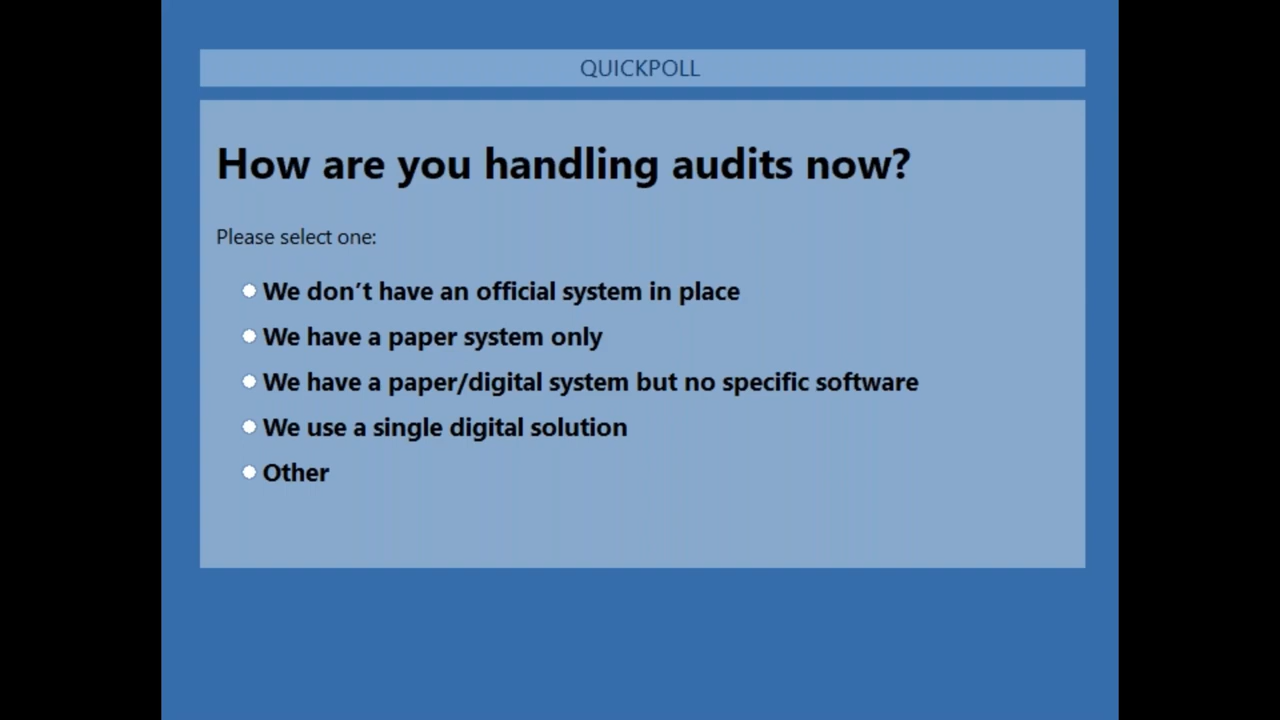 QUICKPOLL
How are you handling audits now?
Please select one:
We don’t have an official system in place
We have a paper system only
We have a paper/digital system but no specific software
We use a single digital solution
Other